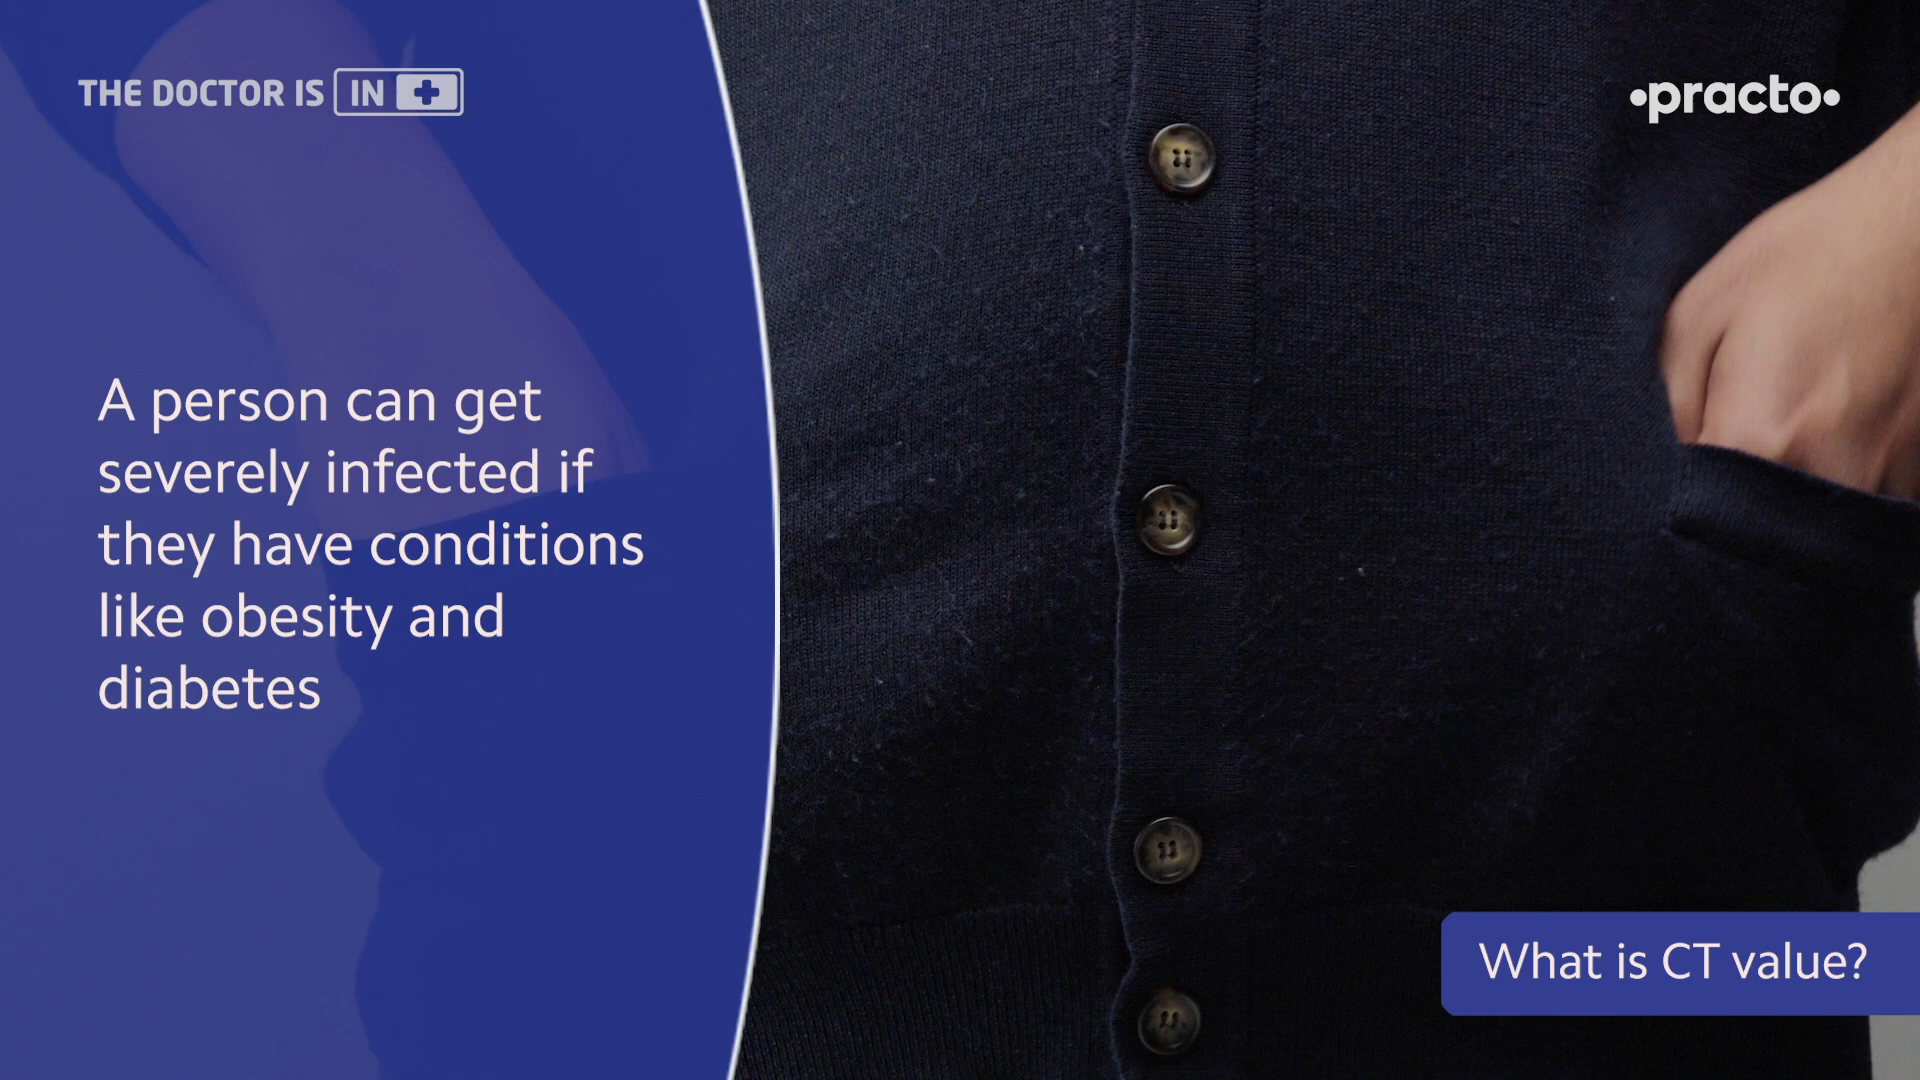 THE DOCTOR IS IN
•practo•
A person can get
severely infected if
they have conditions
like obesity and
diabetes
What is CT value?